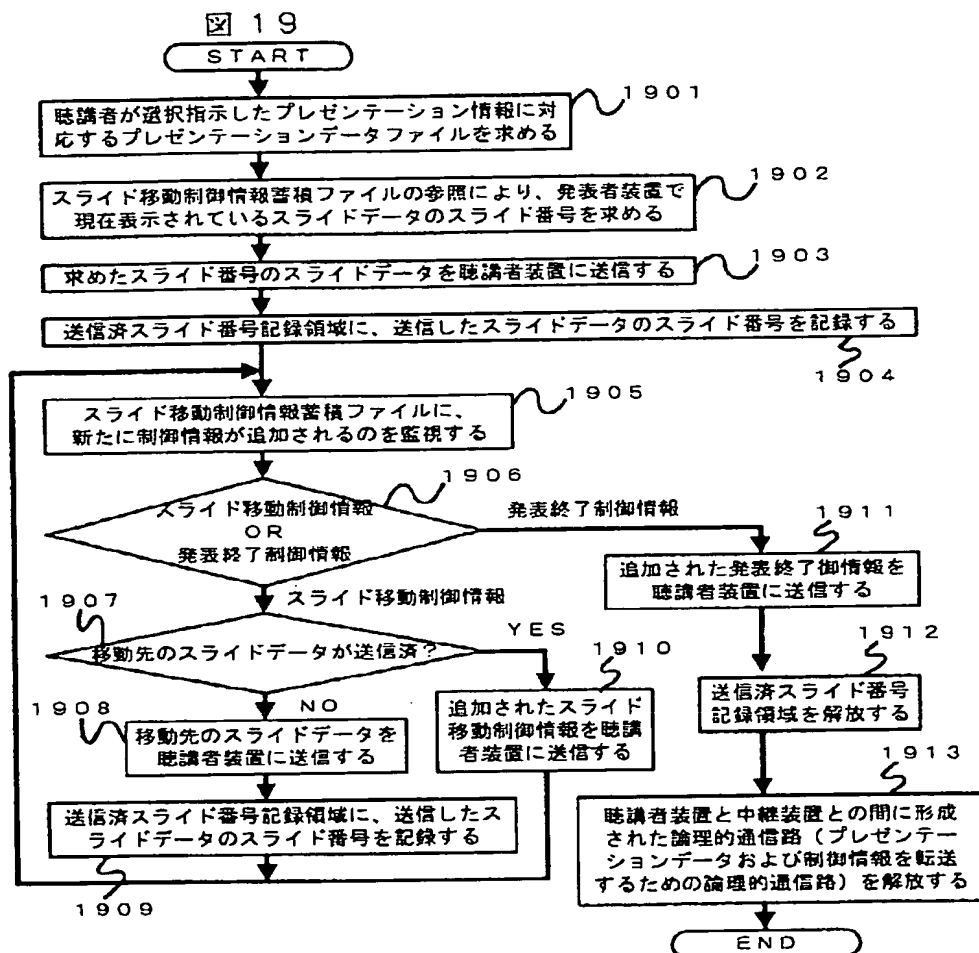 図 19
START
聴講者が選択指示したプレゼンテーション情報に対
応するプレゼンテーションデータファイルを求める
1901
スライド移動制御情報蓄積ファイルの参照により、発表者装置で
現在表示されているスライドデータのスライド番号を求める
1902
求めたスライド番号のスライドデータを聴講者装置に送信する
1903
送信済スライド番号記録領域に、送信したスライドデータのスライド番号を記録する
1904
スライド移動制御情報蓄積ファイルに、
新たに制御情報が追加されるのを監視する
1905
スライド移動制御情報
OR
発表終了制御情報
1906
発表終了制御情報
スライド移動制御情報
移動先のスライドデータが送信済?
1907
YES
NO
移動先のスライドデータを
聴講者装置に送信する
1908
送信済スライド番号記録領域に、送信したス
ライドデータのスライド番号を記録する
1909
追加されたスライド
移動制御情報を聴講
者装置に送信する
1910
追加された発表終了御情報を
聴講者装置に送信する
1911
送信済スライド番号
記録領域を解放する
1912
聴講者装置と中継装置との間に形成
された論理的通信路(プレゼンテー
ションデータおよび制御情報を転送
するための論理的通信路)を解放する
1913
END